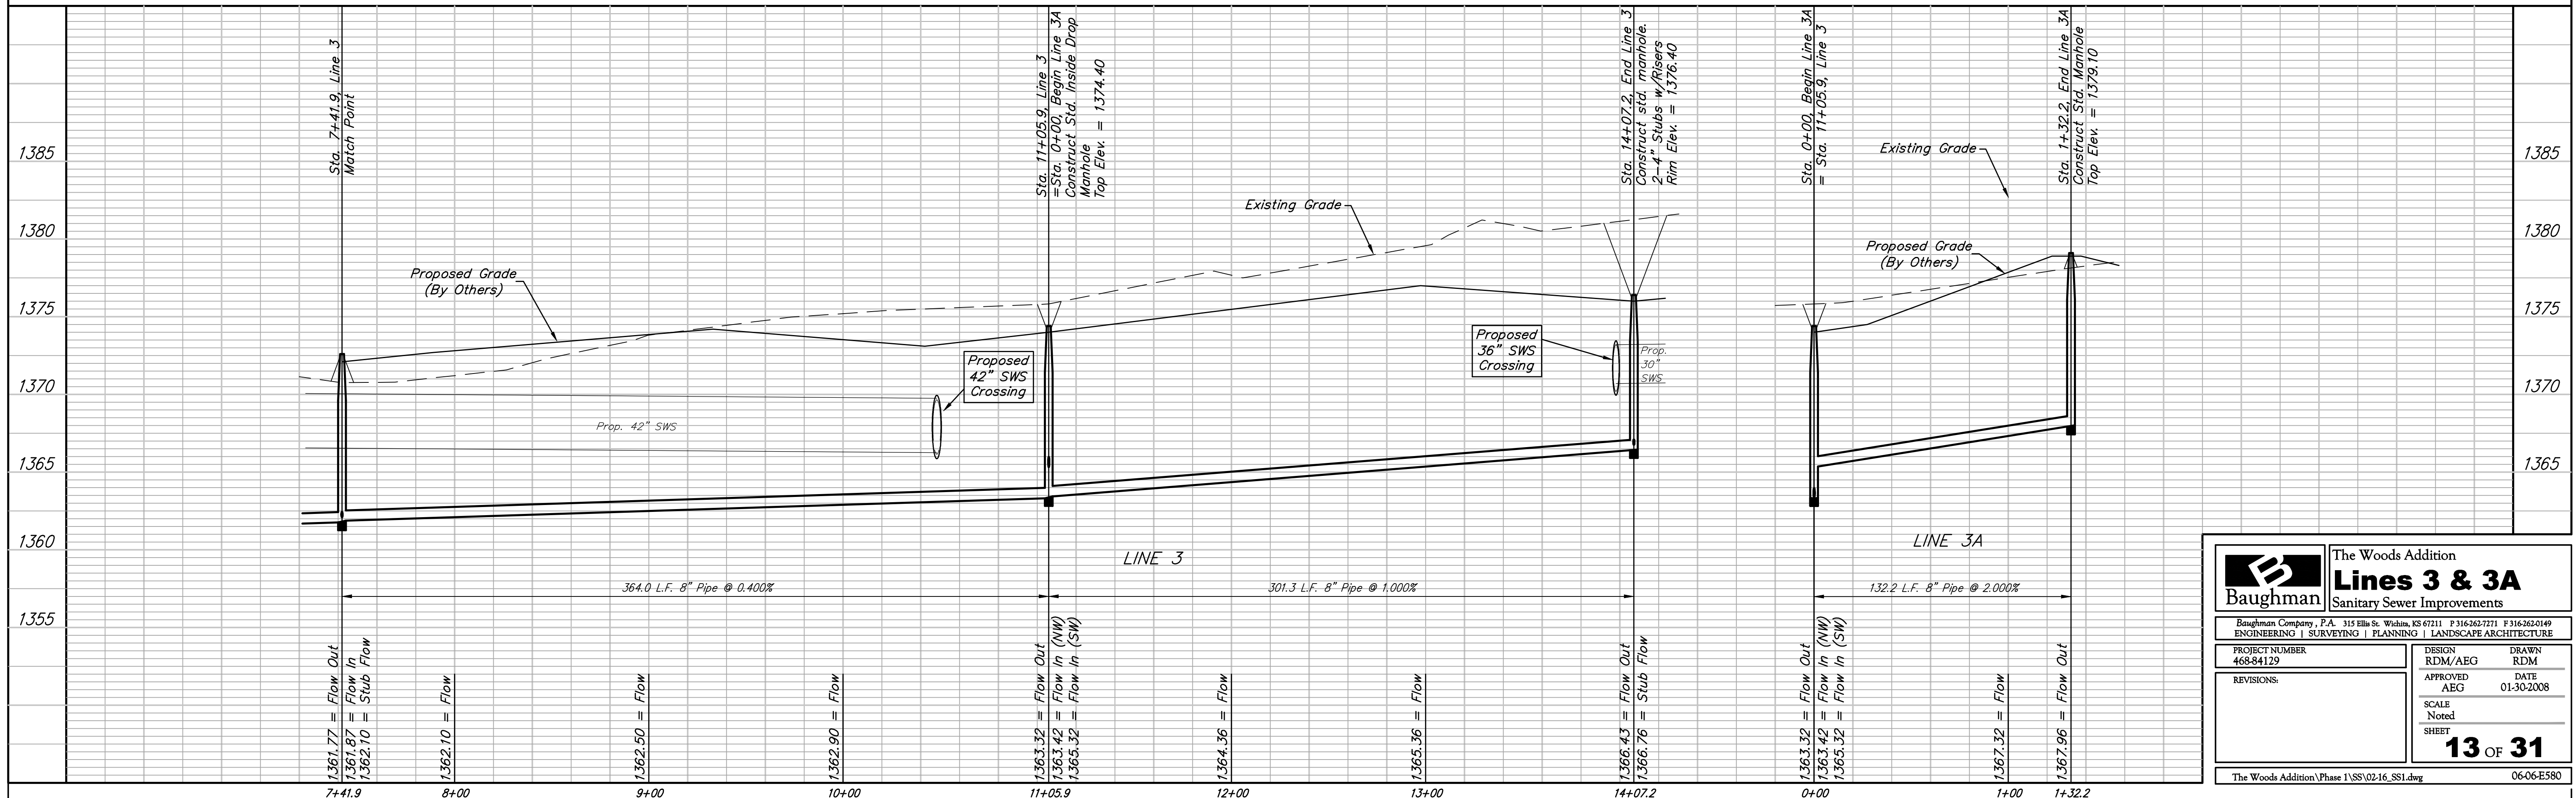 Sta. 7+41.9, Line 3
Match Point
Sta. 11+05.9, Line 3
=Sta. 0+00, Begin Line 3A
Construct Std. Inside Drop
Manhole
Top Elev. = 1374.40
Sta. 14+07.2, End Line 3
Construct std. manhole.
2-4" Stubs w/Risers
Rim Elev. = 1376.40
Sta. 0+00, Begin Line 3A
= Sta. 11+05.9, Line 3
Sta. 1+32.2, End Line 3A
Construct Std. Manhole
Top Elev. = 1379.10
1385
1380
1375
1370
1365
1360
1355
1385
1380
1375
1370
1365
Proposed Grade
(By Others)
Existing Grade
Existing Grade
Proposed Grade
(By Others)
Proposed
42" SWS
Crossing
Proposed
36" SWS
Crossing
Prop.
30"
SWS
Prop. 42" SWS
LINE 3
LINE 3A
364.0 L.F. 8" Pipe @ 0.400%
301.3 L.F. 8" Pipe @ 1.000%
132.2 L.F. 8" Pipe @ 2.000%
1361.77 = Flow Out
1361.87 = Flow In
1362.10 = Stub Flow
1362.10 = Flow
1362.50 = Flow
1362.90 = Flow
1363.32 = Flow Out
1363.42 = Flow In (NW)
1365.32 = Flow In (SW)
1364.36 = Flow
1365.36 = Flow
1366.43 = Flow Out
1366.76 = Stub Flow
1363.32 = Flow Out
1363.42 = Flow In (NW)
1365.32 = Flow In (SW)
1367.32 = Flow
1367.96 = Flow Out
7+41.9
8+00
9+00
10+00
11+05.9
12+00
13+00
14+07.2
0+00
1+00
1+32.2
B
Baughman
The Woods Addition
Lines 3 & 3A
Sanitary Sewer Improvements
Baughman Company, P.A. 315 Ellis St. Wichita, KS 67211 P 316-262-7271 F 316-262-0149
ENGINEERING | SURVEYING | PLANNING | LANDSCAPE ARCHITECTURE
PROJECT NUMBER
468-84129
REVISIONS:
DESIGN
RDM/AEG
DRAWN
RDM
APPROVED
AEG
DATE
01-30-2008
SCALE
Noted
SHEET
13 OF 31
The Woods Addition\Phase 1\SS\02-16_SS1.dwg
06-06-E580